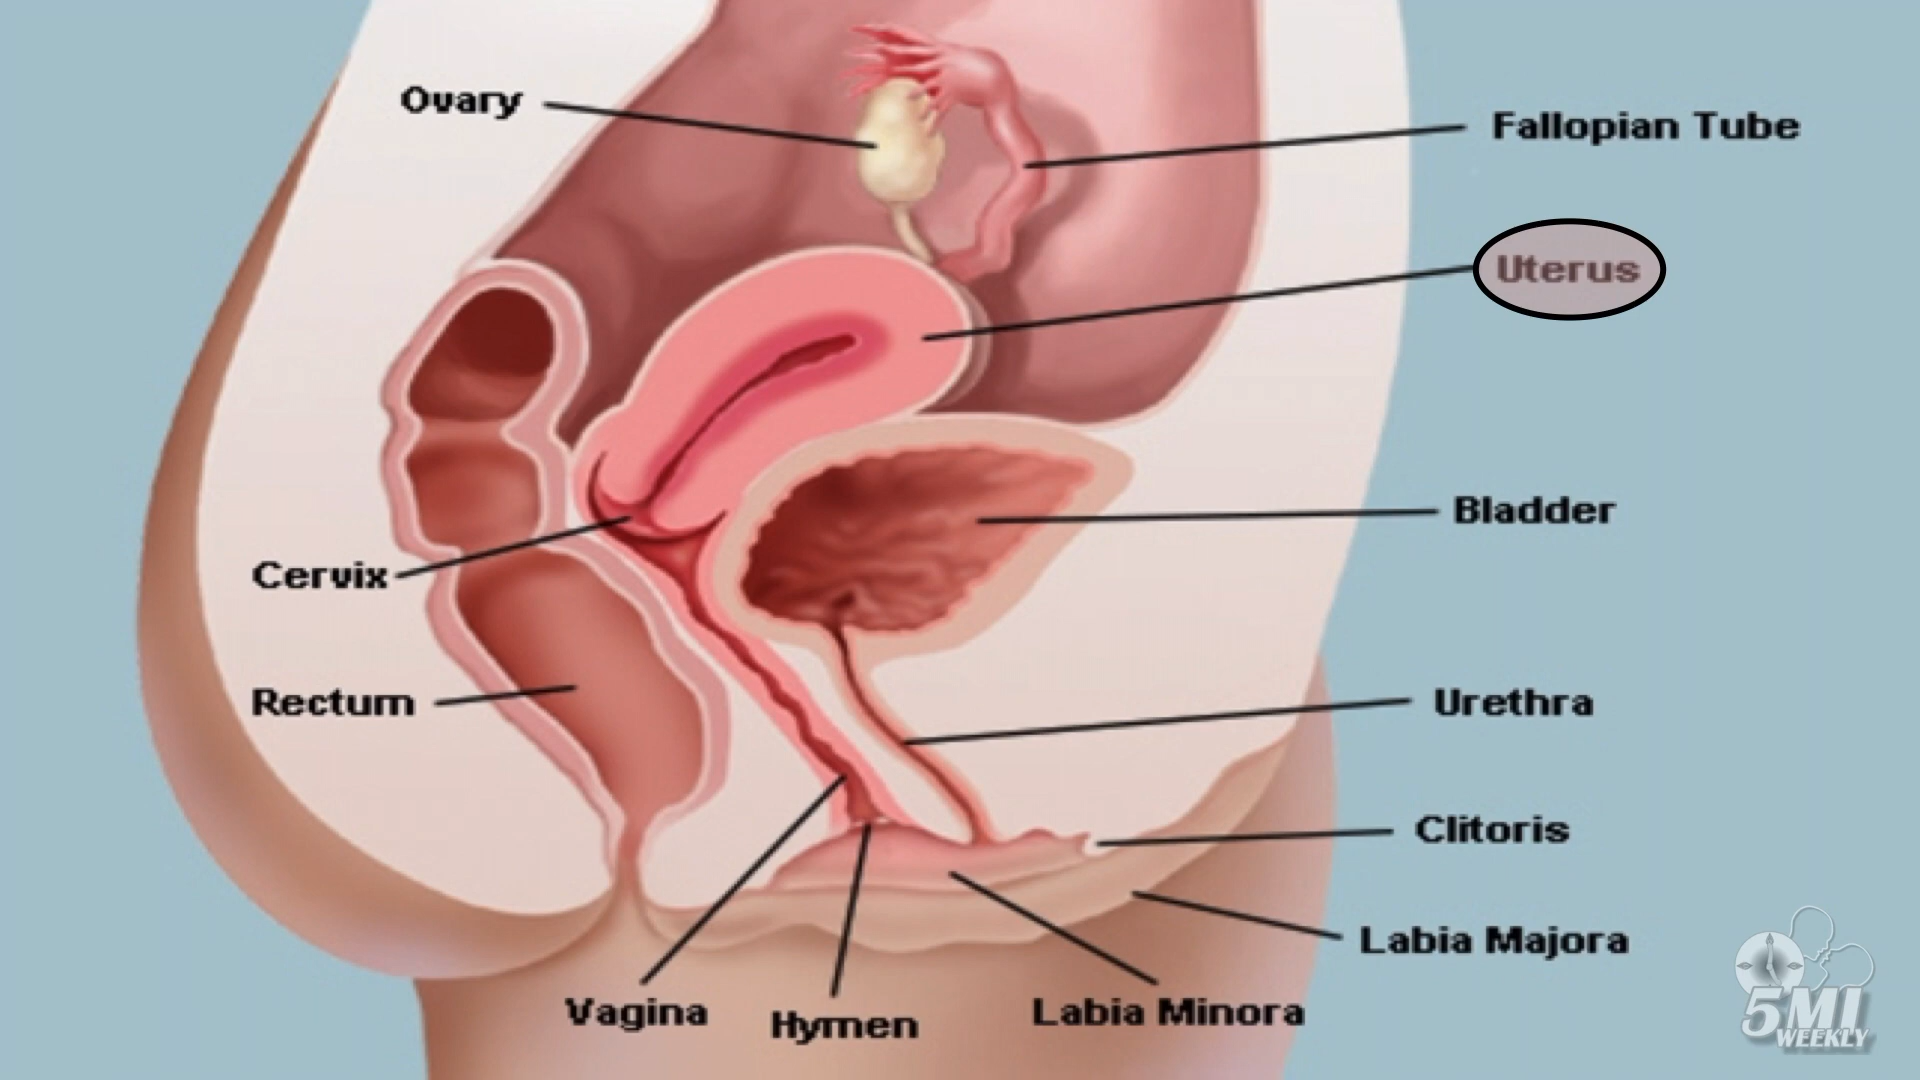 Ovary
Fallopian Tube
Uterus
Bladder
Cervix
Rectum
Urethra
Clitoris
Labia Majora
Vagina
Hymen
Labia Minora
5MI
WEEKLY